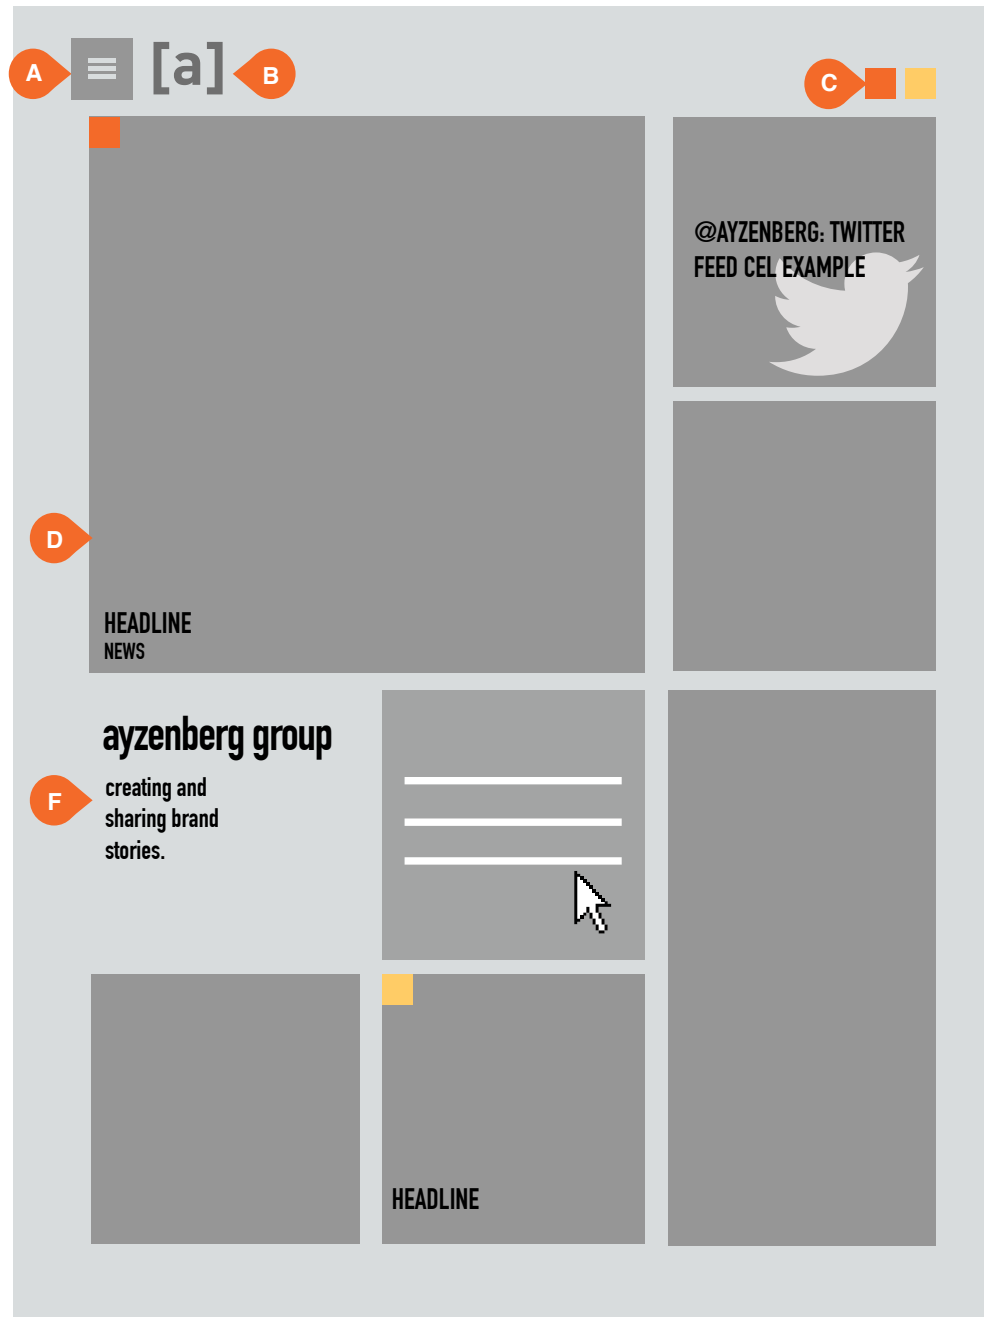 A
[a]
B
C
@AYZENBERG: TWITTER
FEED CEL EXAMPLE
D
HEADLINE
NEWS
ayzenberg group
F
creating and
sharing brand
stories.
HEADLINE